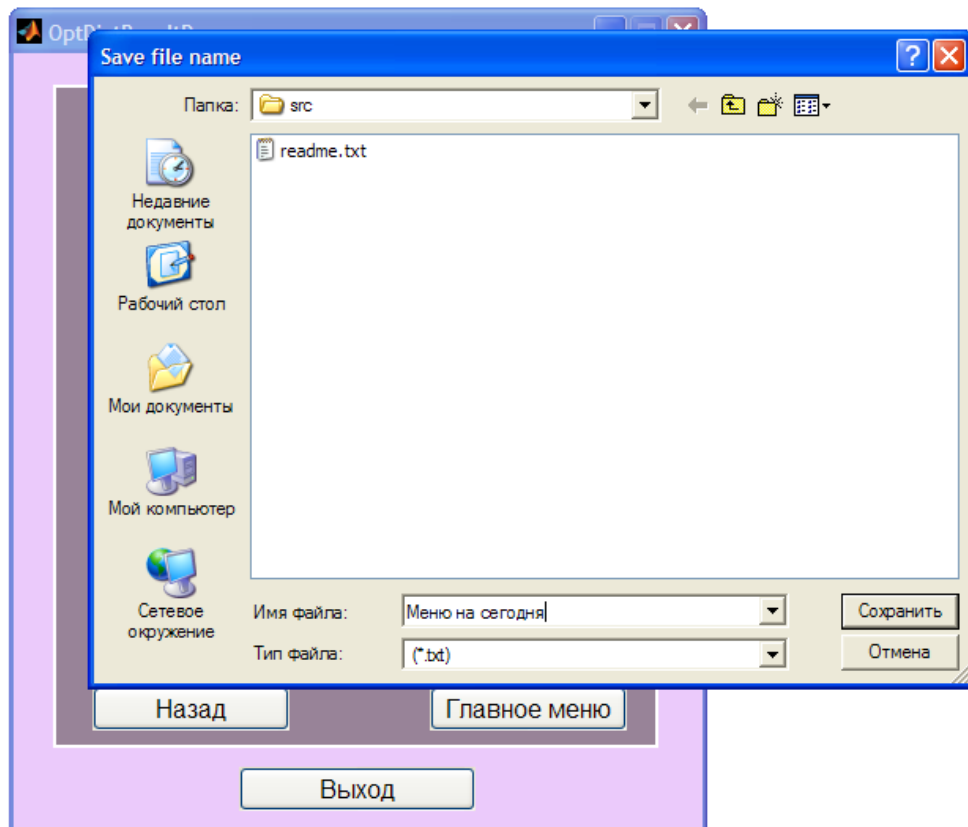 Save file name
Папка:
src
readme.txt
Недавние
документы
Рабочий стол
Мои документы
Мой компьютер
Сетевое
окружение
Имя файла:
Меню на сегодня
Сохранить
Тип файла:
(*.txt)
Отмена
Назад
Главное меню
Выход